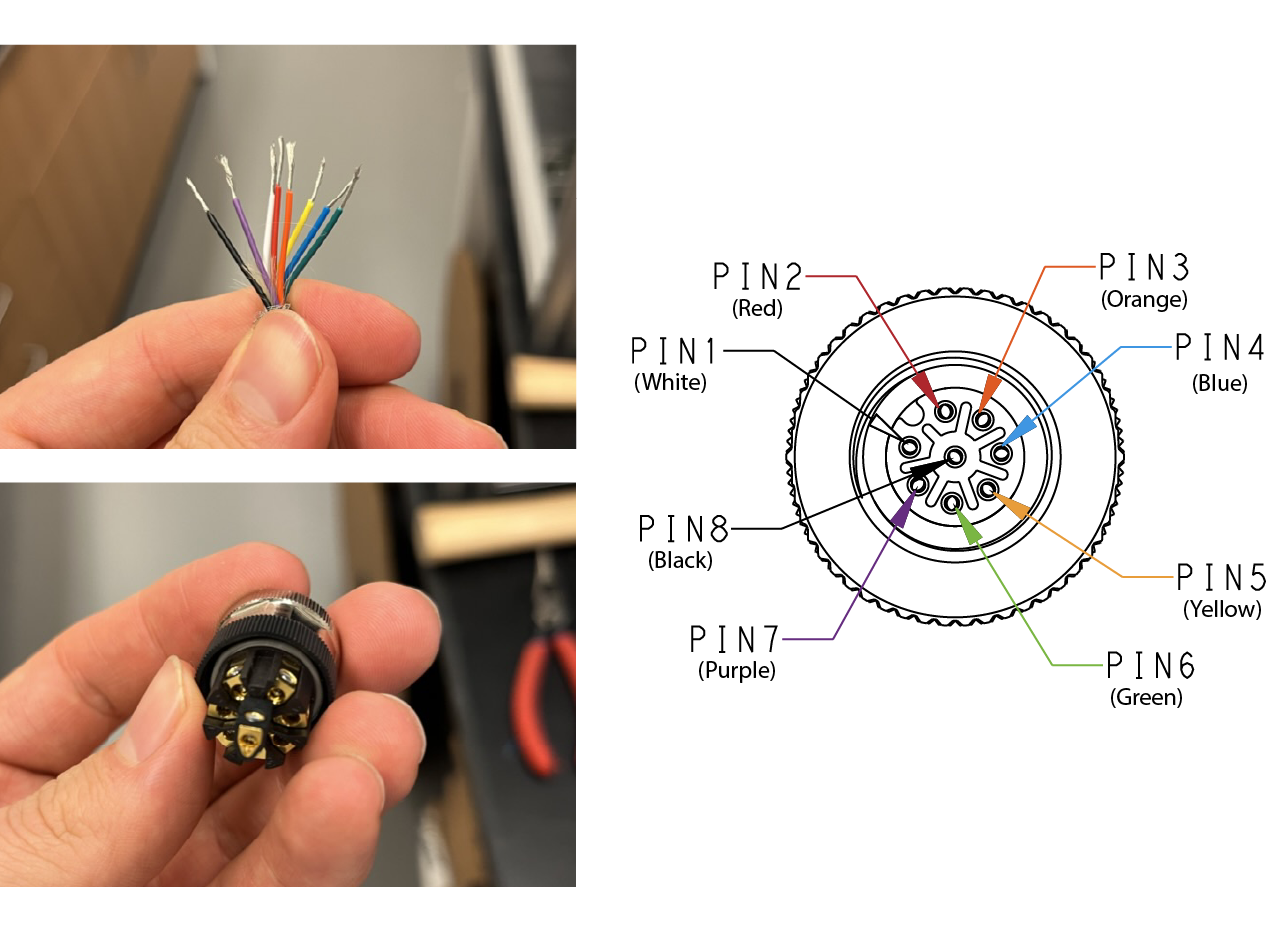 PIN2
(Red)
PIN3
(Orange)
PIN1
(White)
PIN4
(Blue)
PIN8
(Black)
PIN5
(Yellow)
PIN7
(Purple)
PIN6
(Green)